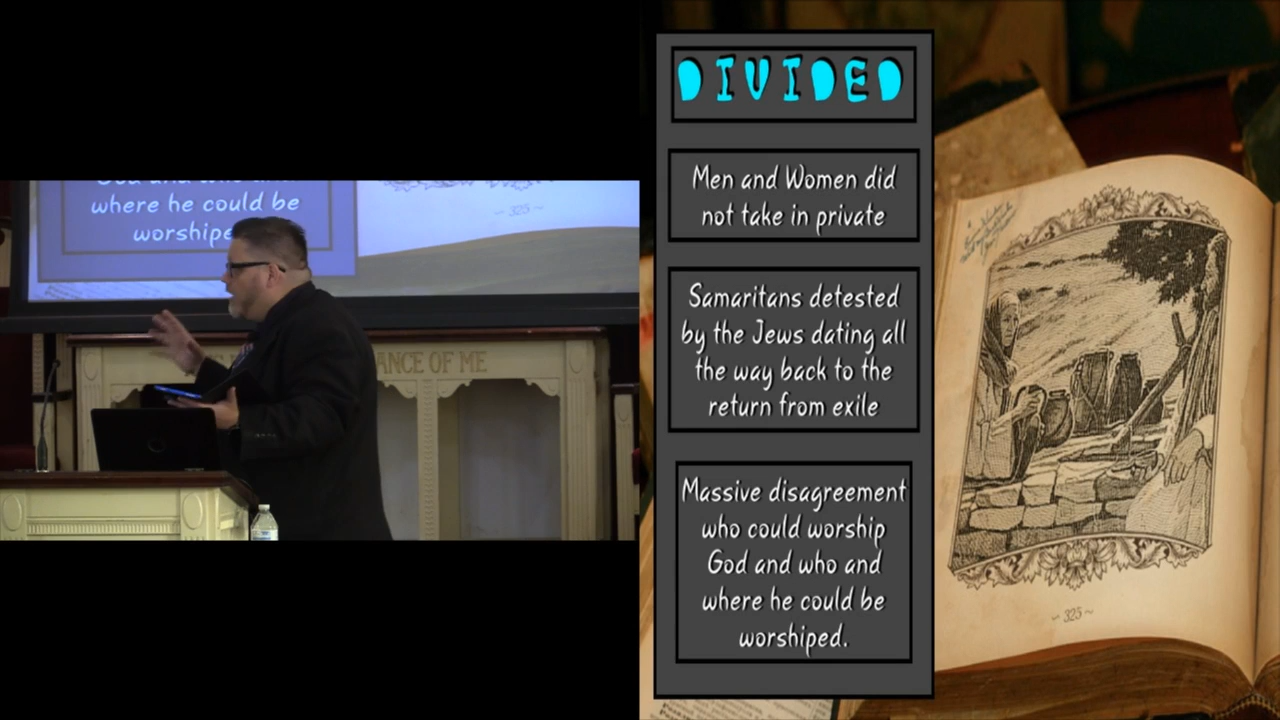 where he could be
325
ANCE OF ME
DIVIDED
Men and Women did
not take in private
Samaritans detested
by the Jews dating all
the way back to the
return from exile
Massive disagreement
who could worship
God and who and
where he could be
worshiped.
~ 325 ~